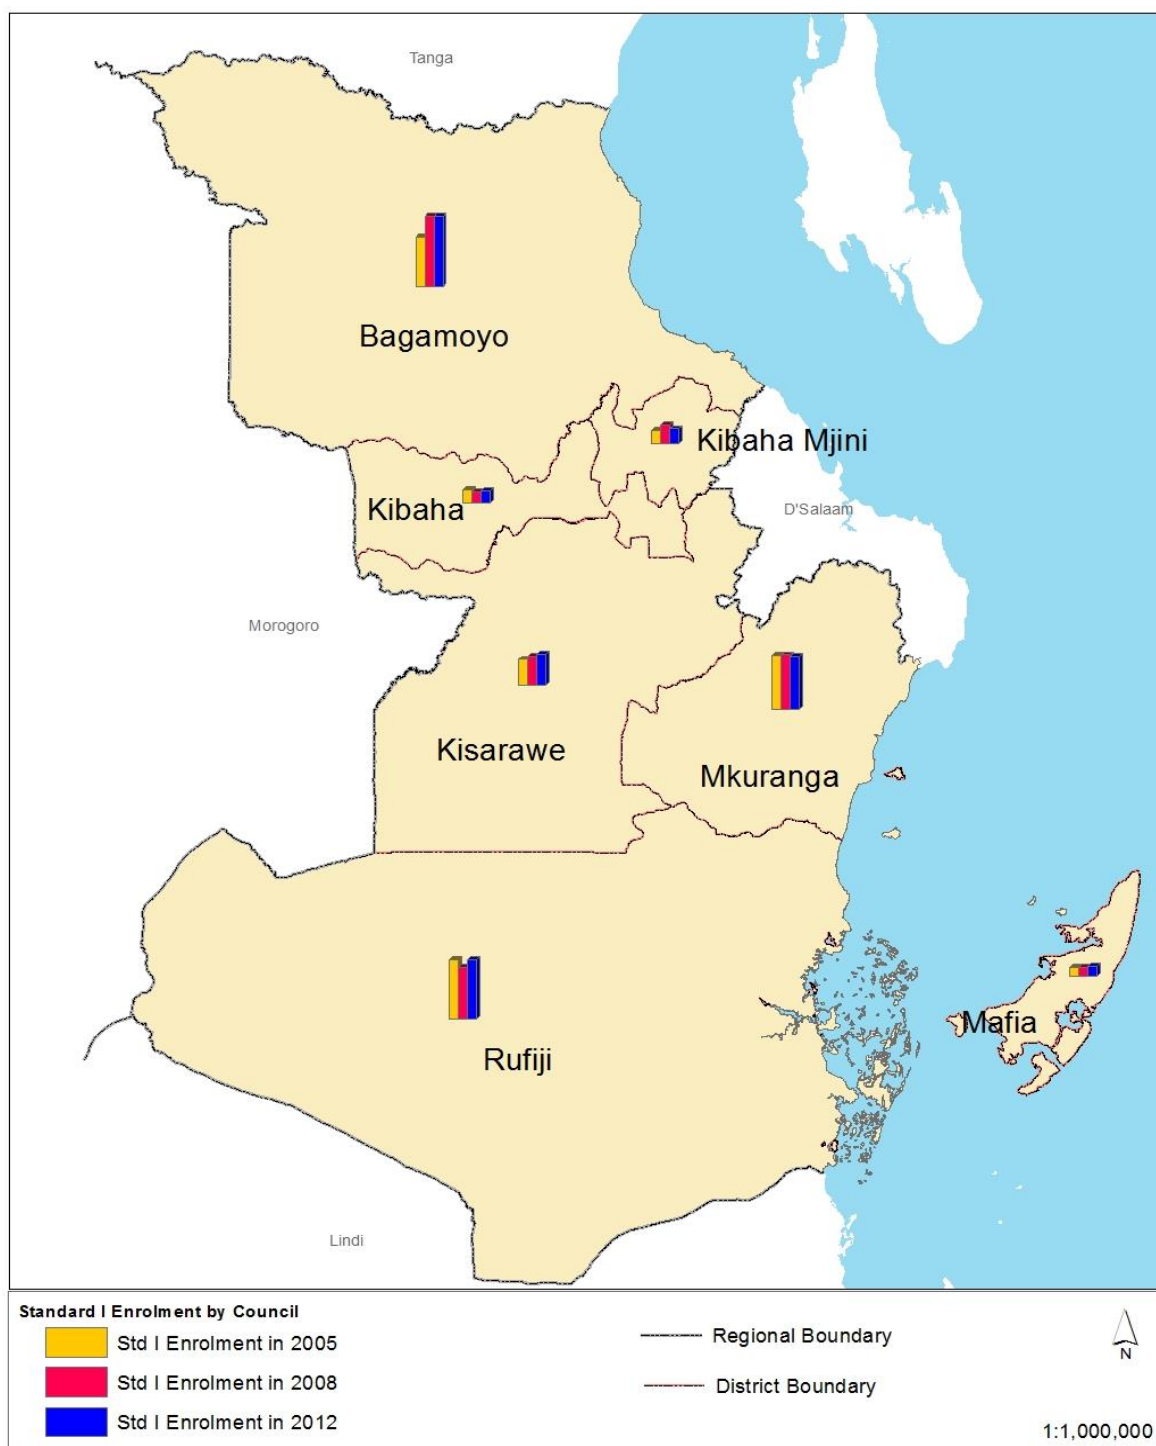 Tanga
Bagamoyo
Kibaha Mjini
Kibaha
D'Salaam
Morogoro
Kisarawe
Mkuranga
Mafia
Rufiji
Lindi
Standard I Enrolment by Council
Std I Enrolment in 2005
Std I Enrolment in 2008
Std I Enrolment in 2012
Regional Boundary
District Boundary
N
1:1,000,000